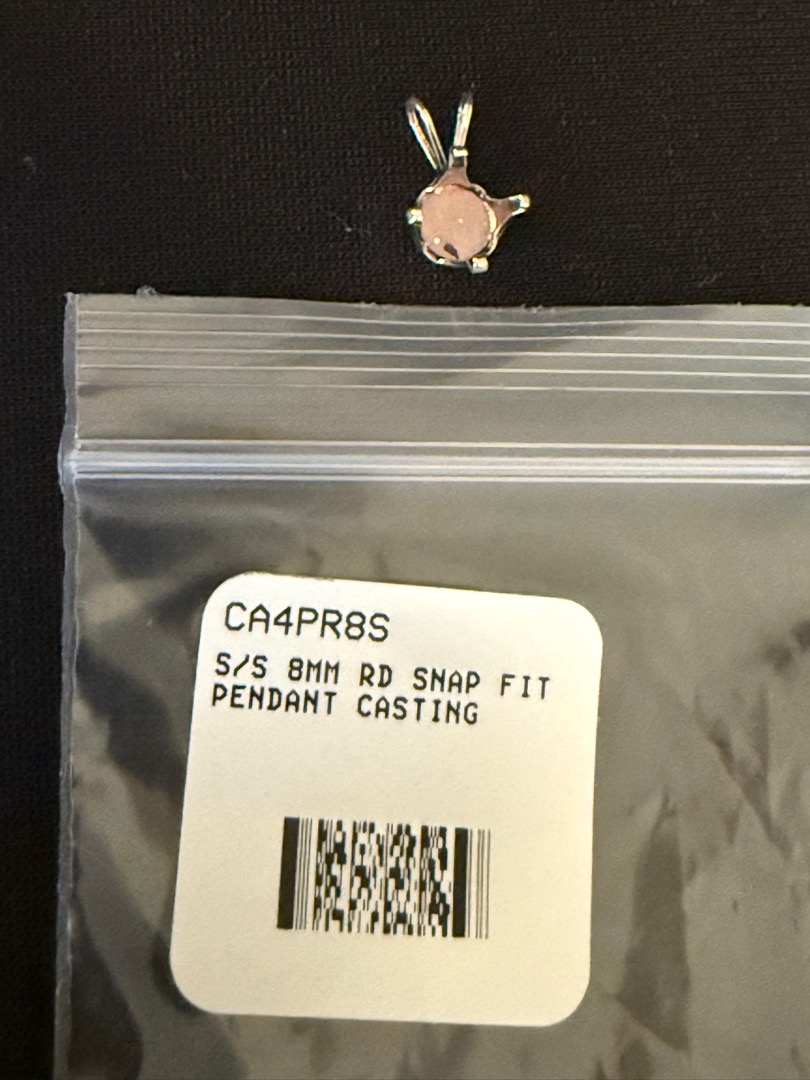 CA4PR8S
S/S 8MM RD SNAP FIT
PENDANT CASTING